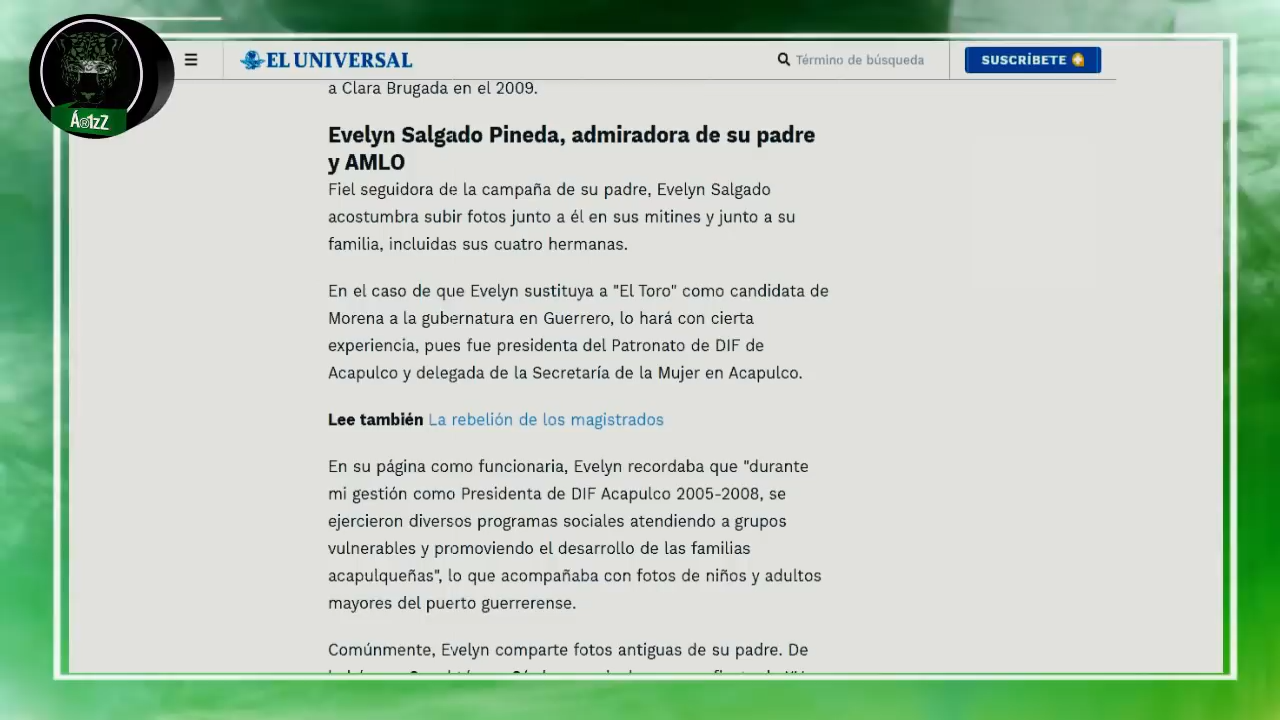 Á®1zZ
EL UNIVERSAL
Término de búsqueda
SUSCRÍBETE
a Clara Brugada en el 2009.
Evelyn Salgado Pineda, admiradora de su padre
y AMLO
Fiel seguidora de la campaña de su padre, Evelyn Salgado
acostumbra subir fotos junto a él en sus mitines y junto a su
familia, incluidas sus cuatro hermanas.
En el caso de que Evelyn sustituya a "El Toro" como candidata de
Morena a la gubernatura en Guerrero, lo hará con cierta
experiencia, pues fue presidenta del Patronato de DIF de
Acapulco y delegada de la Secretaría de la Mujer en Acapulco.
Lee también La rebelión de los magistrados
En su página como funcionaria, Evelyn recordaba que "durante
mi gestión como Presidenta de DIF Acapulco 2005-2008, se
ejercieron diversos programas sociales atendiendo a grupos
vulnerables y promoviendo el desarrollo de las familias
acapulqueñas", lo que acompañaba con fotos de niños y adultos
mayores del puerto guerrerense.
Comúnmente, Evelyn comparte fotos antiguas de su padre. De